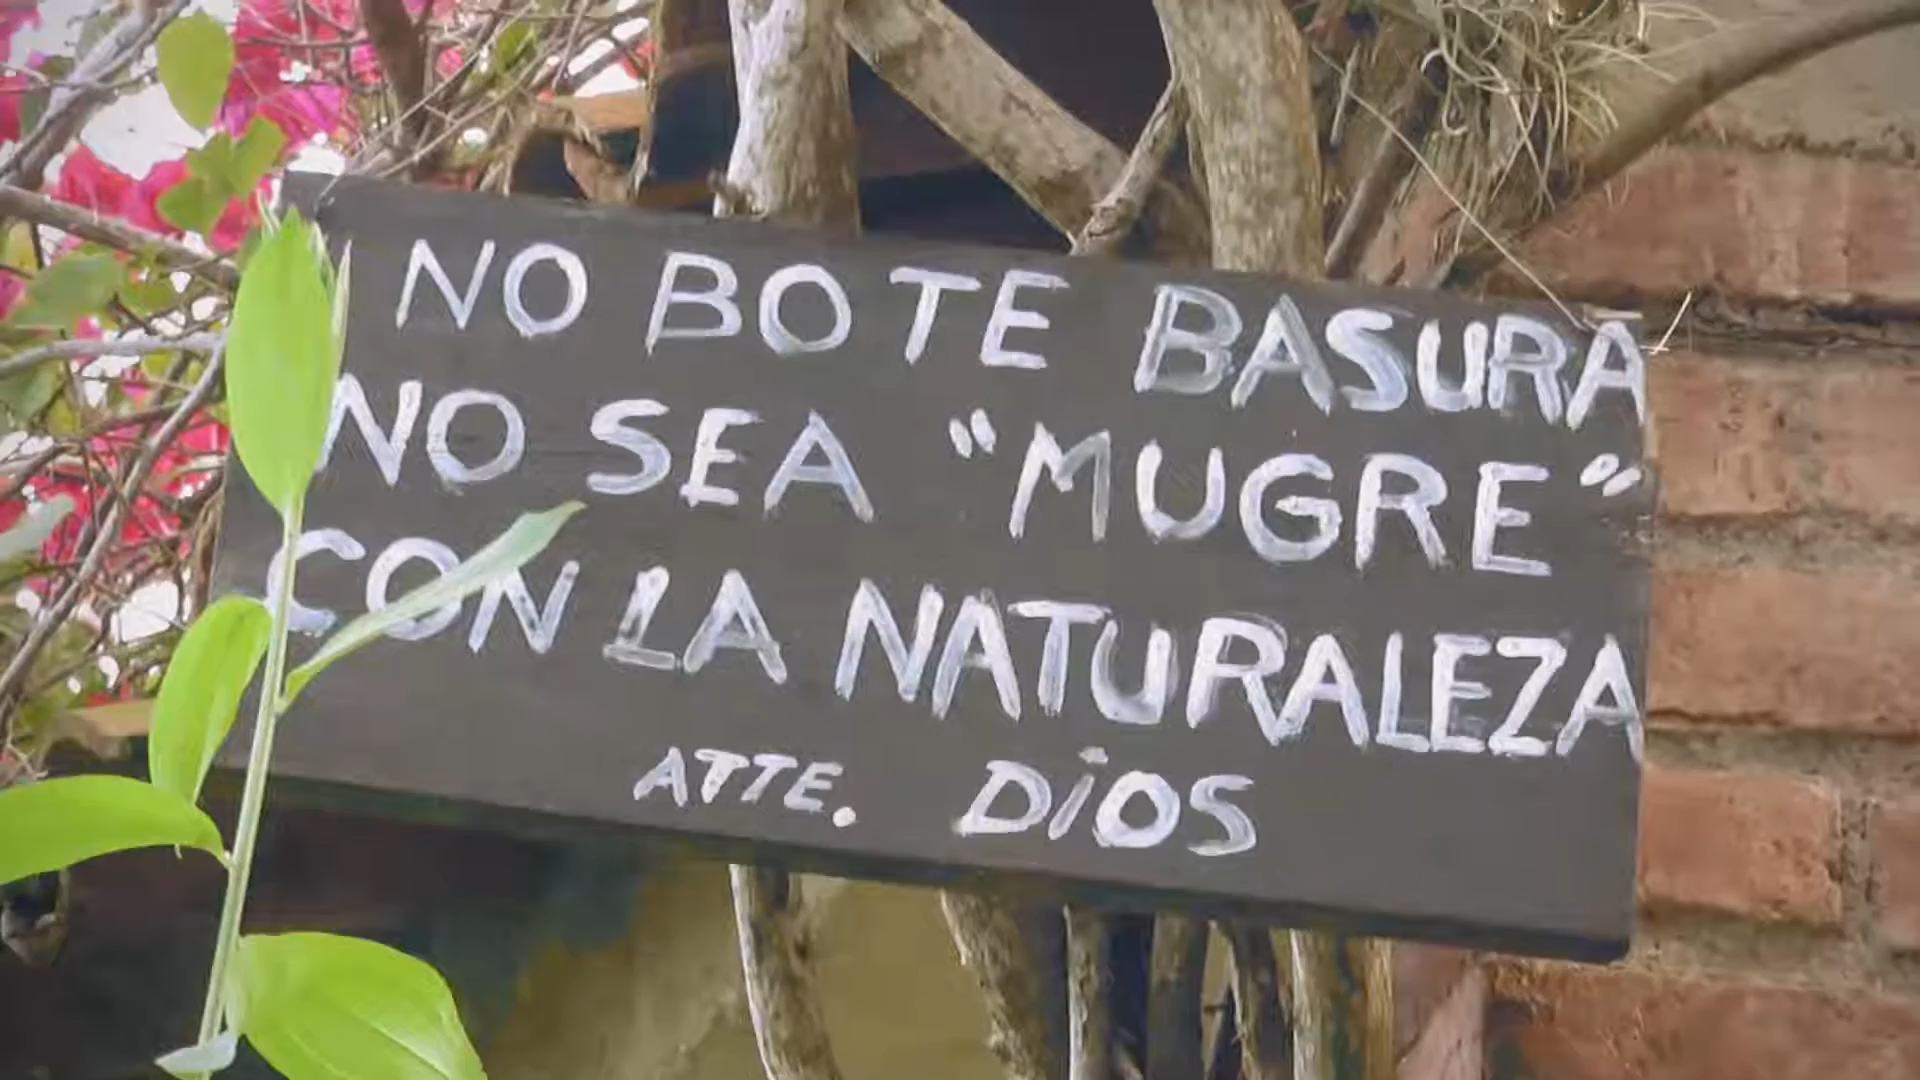 NO BOTE BASURA
NO SEA "MUGRE"
CON LA NATURALEZA
ATTE. DiOS